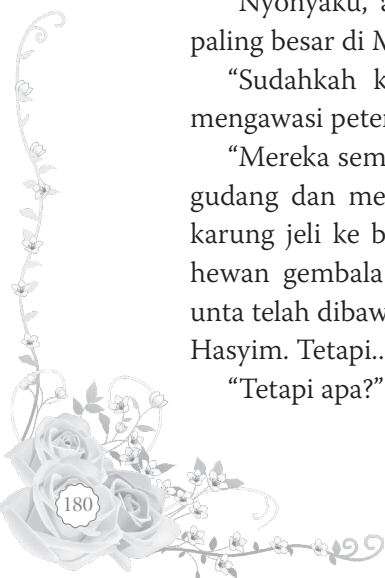 "Nyonyaku, a
paling besar di M
"Sudahkah k
mengawasi peter
"Mereka sem
gudang dan me
karung jeli ke b
hewan gembala
unta telah dibaw
Hasyim. Tetapi..
"Tetapi apa?"
180